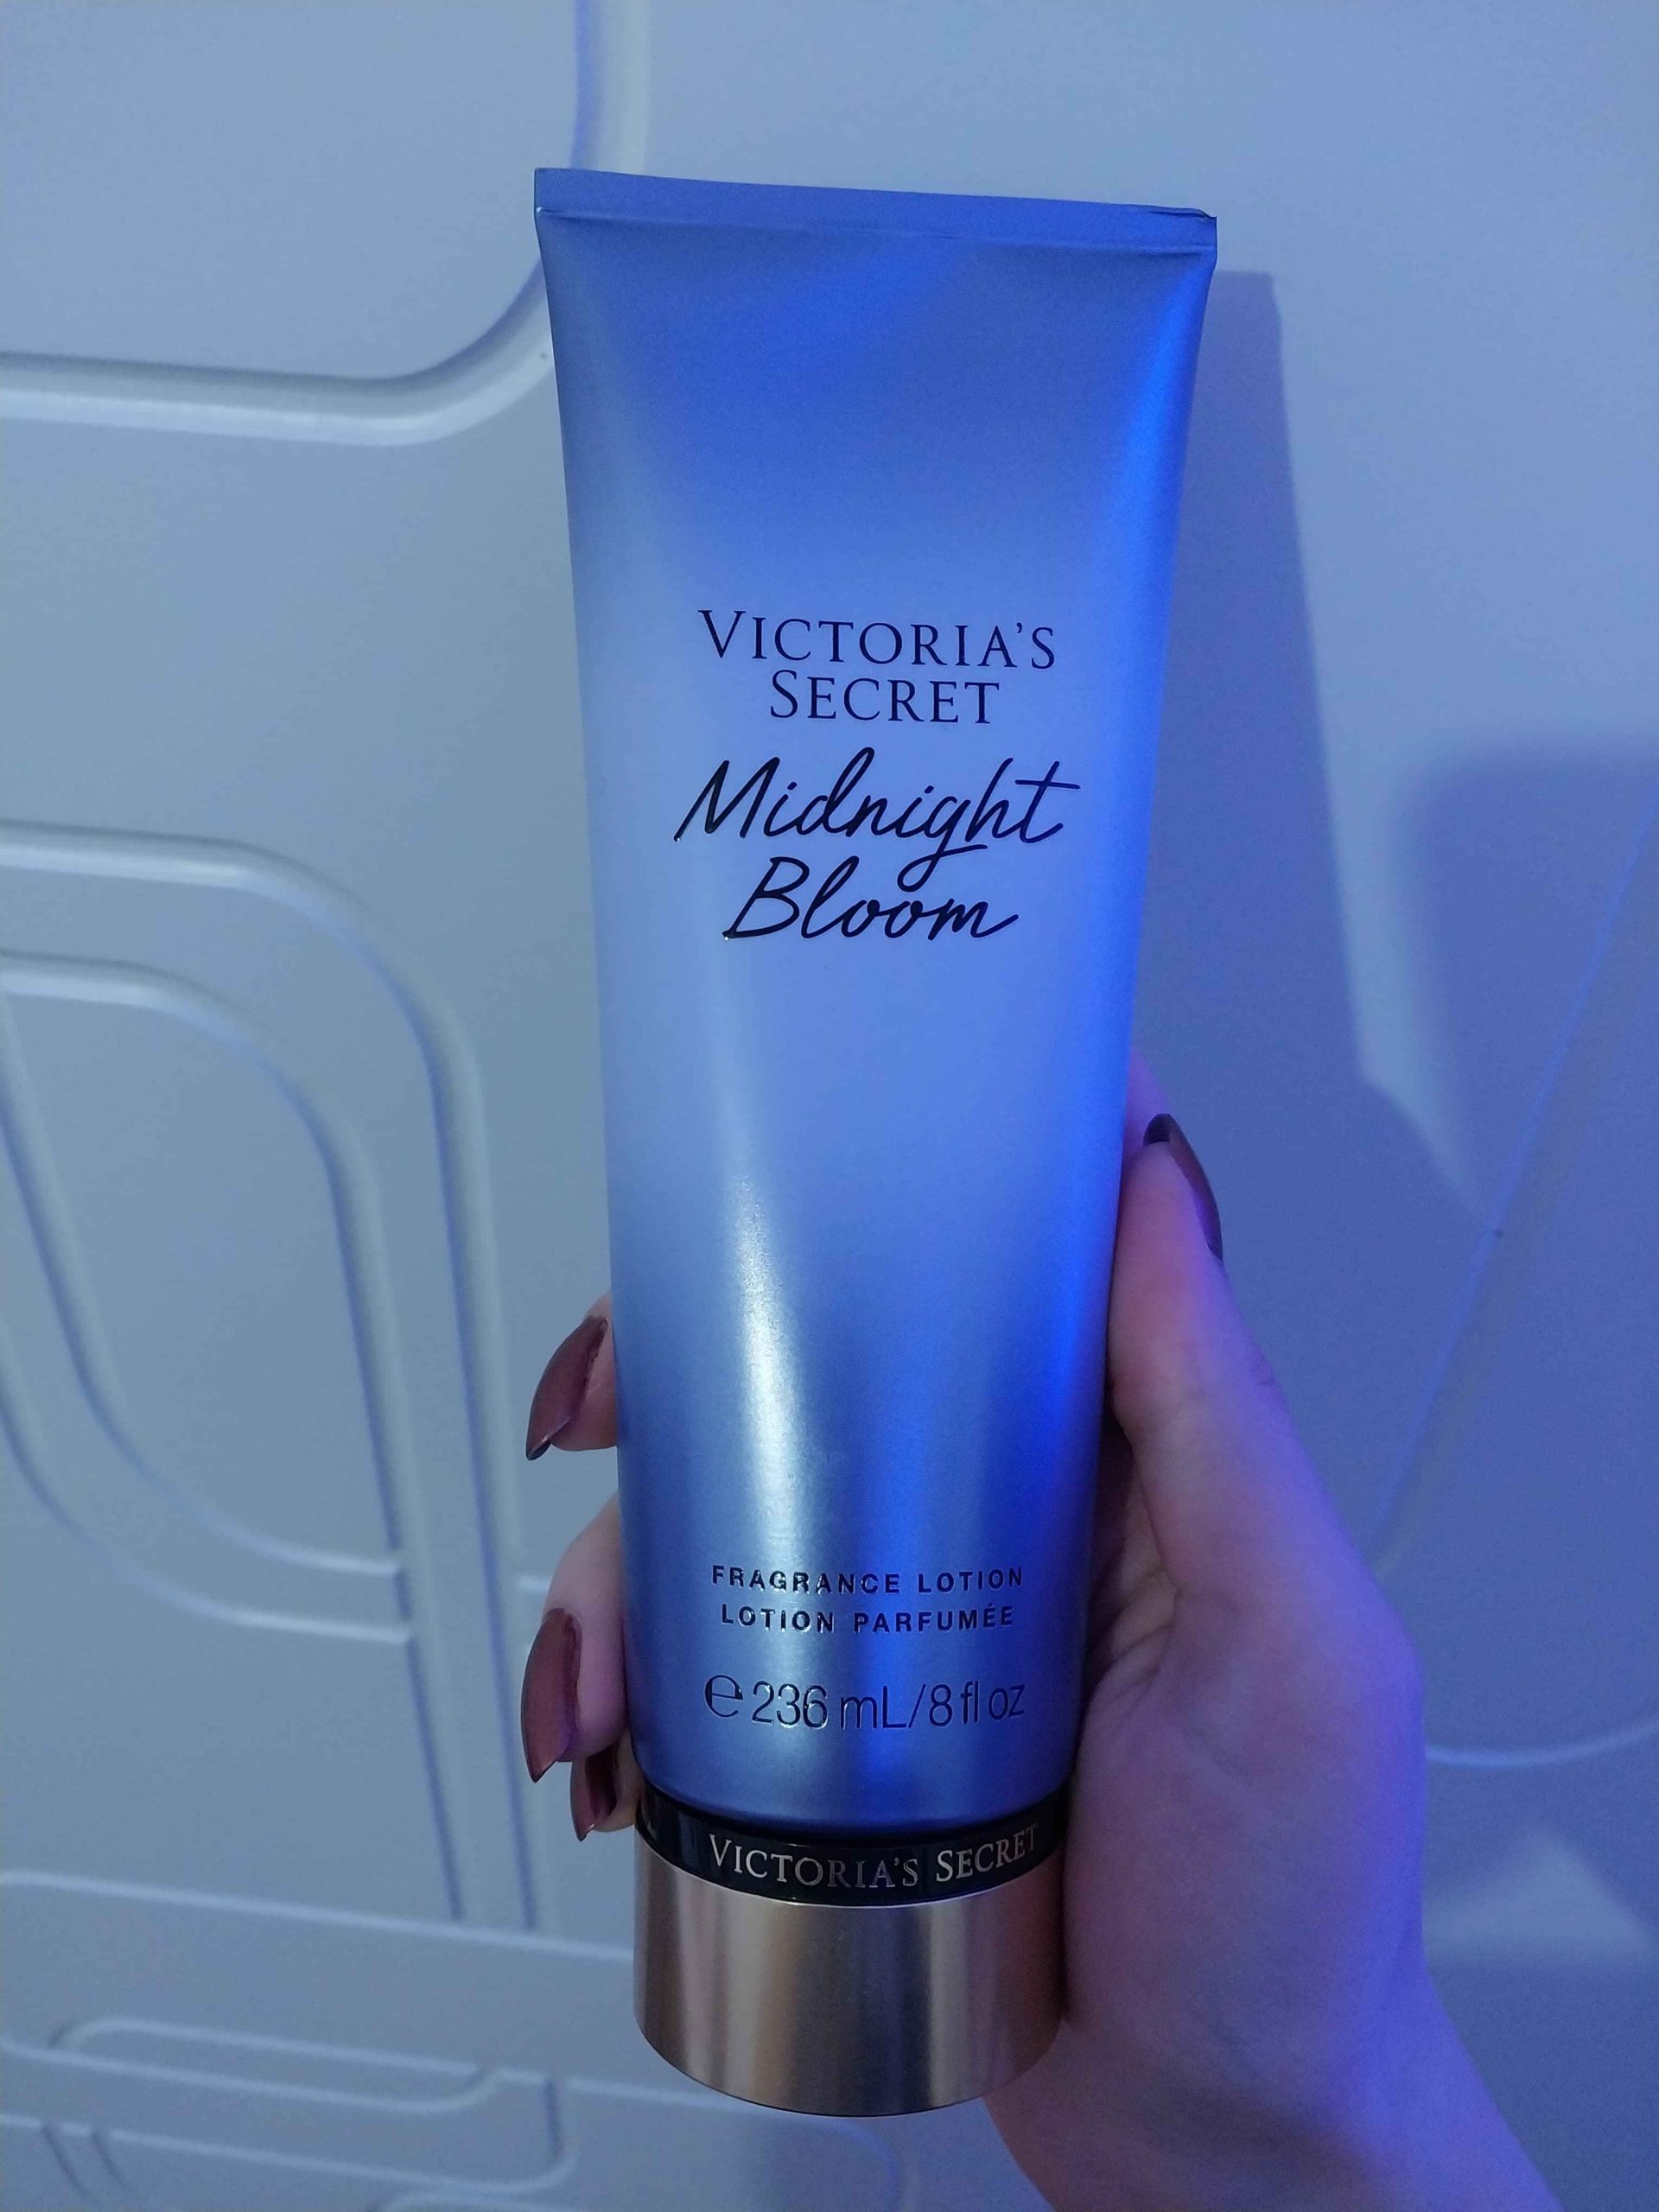 VICTORIA'S
SECRET
Midnight
Bloom
FRAGRANCE LOTION
LOTION PARFUMÉE
℮ 236 mL/8 fl oz
VICTORIA'S SECRET